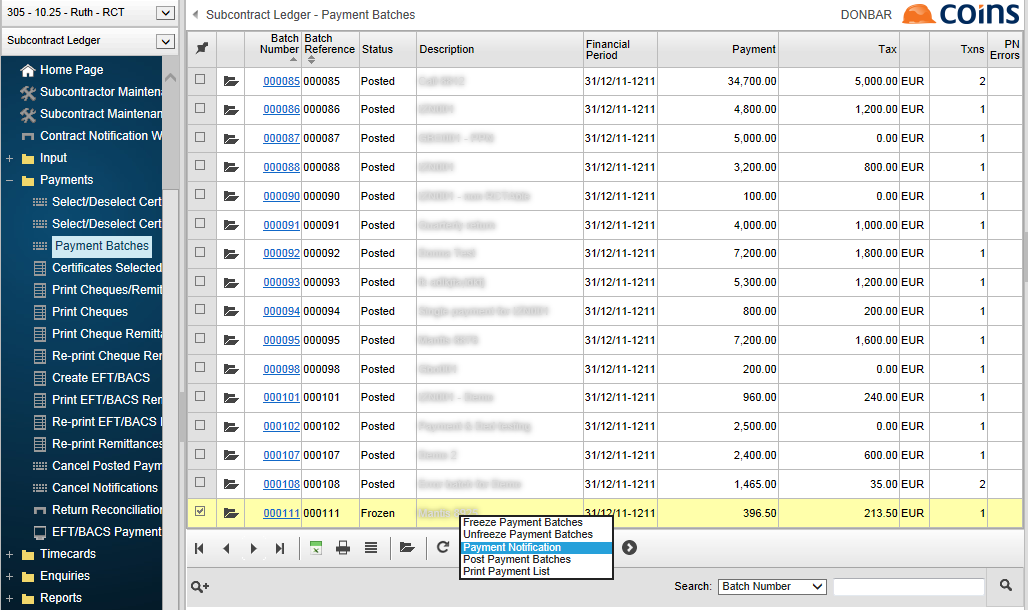 305 - 10.25 - Ruth - RCT
Subcontract Ledger
Home Page
Subcontractor Mainten
Subcontract Maintenan
Contract Notification W
+ Input
− Payments
Select/Deselect Cert
Select/Deselect Cert
Payment Batches
Certificates Selected
Print Cheques/Remit
Print Cheques
Print Cheque Remitta
Re-print Cheque Rer
Create EFT/BACS
Print EFT/BACS Rer
Re-print EFT/BACS
Re-print Remittances
Cancel Posted Paym
Cancel Notifications
Return Reconciliation
EFT/BACS Payment
+ Timecards
+ Enquiries
+ Reports
Subcontract Ledger - Payment Batches
DONBAR coins
Batch Number Batch Reference Status Description Financial Period Payment Tax Txns PN Errors
000085 000085 Posted 31/12/11-1211 34,700.00 5,000.00 EUR 2
000086 000086 Posted 31/12/11-1211 4,800.00 1,200.00 EUR 1
000087 000087 Posted 31/12/11-1211 5,000.00 0.00 EUR 1
000088 000088 Posted 31/12/11-1211 3,200.00 800.00 EUR 1
000090 000090 Posted 31/12/11-1211 100.00 0.00 EUR 1
000091 000091 Posted 31/12/11-1211 4,000.00 1,000.00 EUR 1
000092 000092 Posted 31/12/11-1211 7,200.00 1,800.00 EUR 1
000093 000093 Posted 31/12/11-1211 5,300.00 1,200.00 EUR 1
000094 000094 Posted 31/12/11-1211 800.00 200.00 EUR 1
000095 000095 Posted 31/12/11-1211 7,200.00 1,600.00 EUR 1
000098 000098 Posted 31/12/11-1211 200.00 0.00 EUR 1
000101 000101 Posted 31/12/11-1211 960.00 240.00 EUR 1
000102 000102 Posted 31/12/11-1211 2,500.00 0.00 EUR 1
000107 000107 Posted 31/12/11-1211 2,400.00 600.00 EUR 1
000108 000108 Posted 31/12/11-1211 1,465.00 35.00 EUR 2
000111 000111 Frozen 31/12/11-1211 396.50 213.50 EUR 1
Freeze Payment Batches
Unfreeze Payment Batches
Payment Notification
Post Payment Batches
Print Payment List
Search: Batch Number